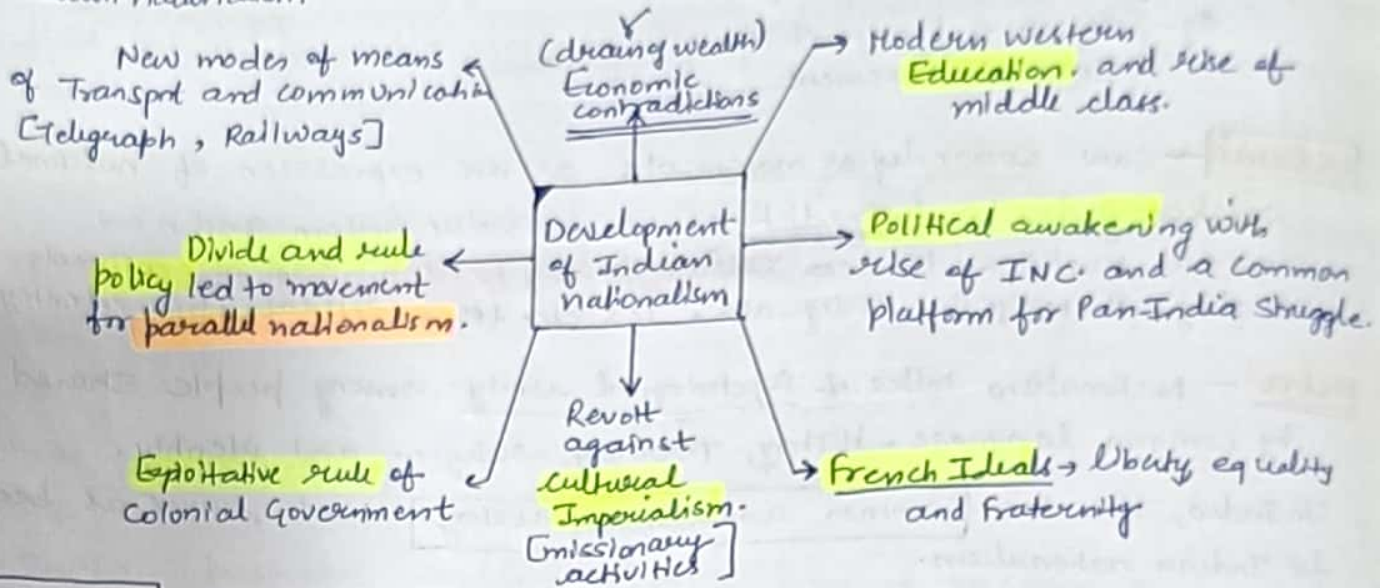 New modes of means
of Transprt and communicatin
[Telegraph, Railways]
(draing wealth)
Economic
contradictions
→ Modern western
Education. and rise of
middle class.
Divide and rule
policy led to movement
for parallel nationalism.
Development
of Indian
nationalism
Political awakening with
rise of INC. and a common
platform for Pan-India Struggle.
Exploitative rule of
Colonial Government
Revolt
against
cultural
Imperialism.
[missionary
activities]
French Ideals → liberty equality
and fraternity.